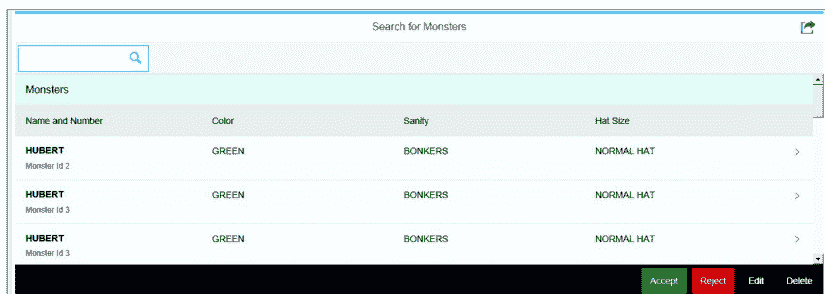 Search for Monsters
Monsters
Name and Number Color Sanity Hat Size
HUBERT GREEN BONKERS NORMAL HAT
Monster Id 2
HUBERT GREEN BONKERS NORMAL HAT
Monster Id 3
HUBERT GREEN BONKERS NORMAL HAT
Monster Id 3
Accept Reject Edit Delete